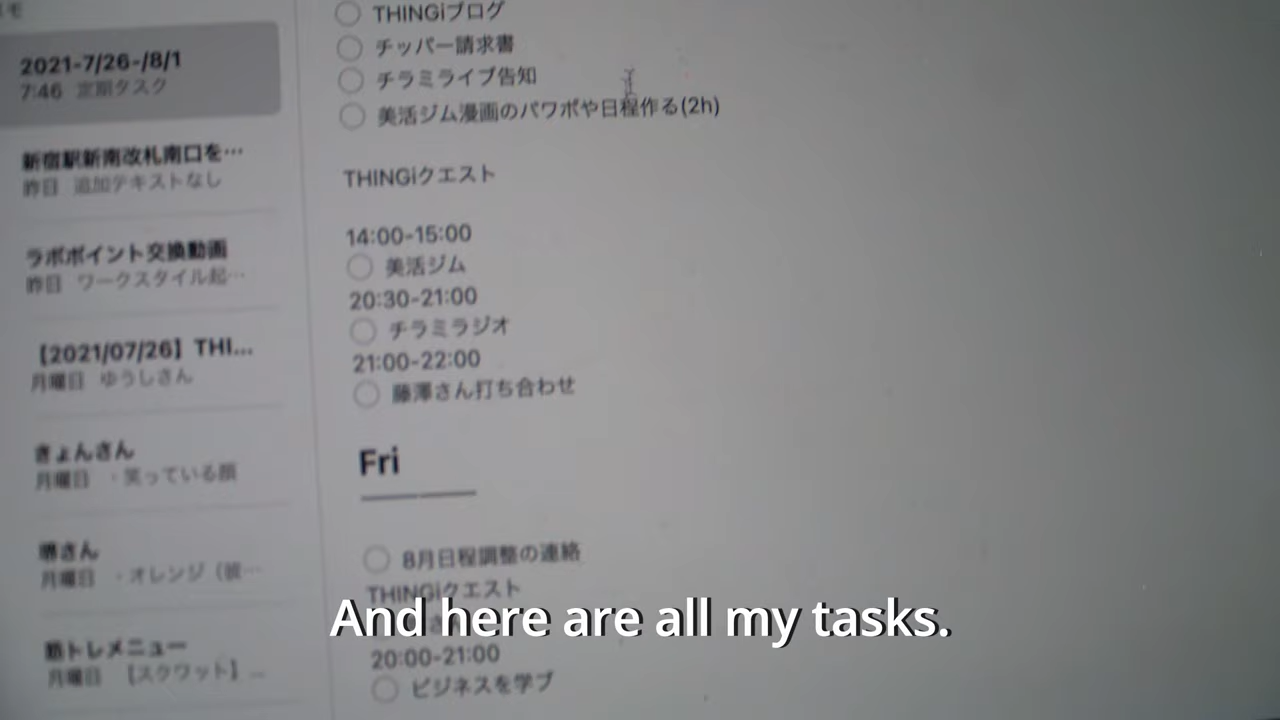 2021-7/26-/8/1
7:46 定期タスク
新宿駅新南改札南口を…
昨日 追加テキストなし
ラボポイント交換動画
昨日 ワークスタイル起…
【2021/07/26】THI...
月曜日 ゆうしさん
きょんさん
月曜日 ・笑っている顔
堺さん
月曜日 ・オレンジ（彼…
筋トレメニュー
月曜日 【スクワット】…
THINGiブログ
チッパー請求書
チラミライブ告知
美活ジム漫画のパワポや日程作る(2h)
THINGiクエスト
14:00-15:00
美活ジム
20:30-21:00
チラミラジオ
21:00-22:00
藤澤さん打ち合わせ
Fri
8月日程調整の連絡
THINGiクエスト
And here are all my tasks.
20:00-21:00
ビジネスを学ブ